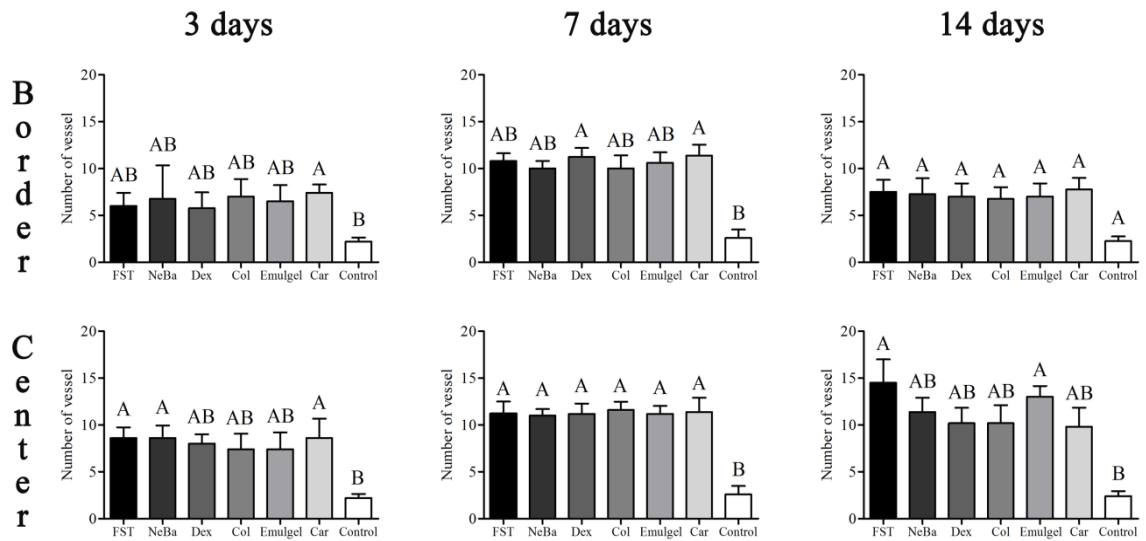 3 days
7 days
14 days
Border
20
15
10
5
0
Number of vessel
AB
AB
AB
AB
AB
A
B
FST NeBa Dex Col Emulgel Car Control
20
15
10
5
0
Number of vessel
AB
AB
A
AB
AB
A
B
FST NeBa Dex Col Emulgel Car Control
20
15
10
5
0
Number of vessel
A
A
A
A
A
A
A
FST NeBa Dex Col Emulgel Car Control
Center
20
15
10
5
0
Number of vessel
A
A
AB
AB
AB
A
B
FST NeBa Dex Col Emulgel Car Control
20
15
10
5
0
Number of vessel
A
A
A
A
A
A
B
FST NeBa Dex Col Emulgel Car Control
20
15
10
5
0
Number of vessel
A
AB
AB
AB
A
AB
B
FST NeBa Dex Col Emulgel Car Control